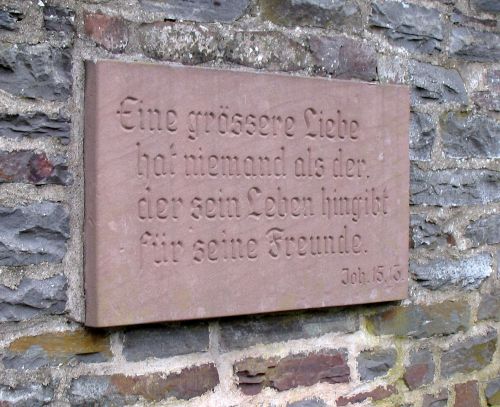 Eine grössere Liebe
hat niemand als der,
der sein Leben hingibt
für seine Freunde.
Joh. 15,13.